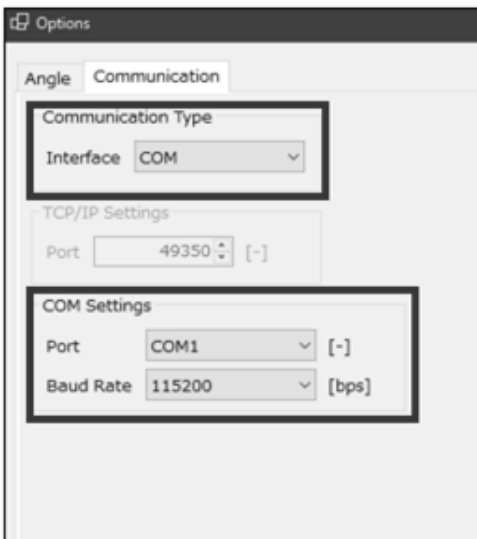 Options
Angle Communication
Communication Type
Interface COM
TCP/IP Settings
Port 49350 [-]
COM Settings
Port COM1 [-]
Baud Rate 115200 [bps]